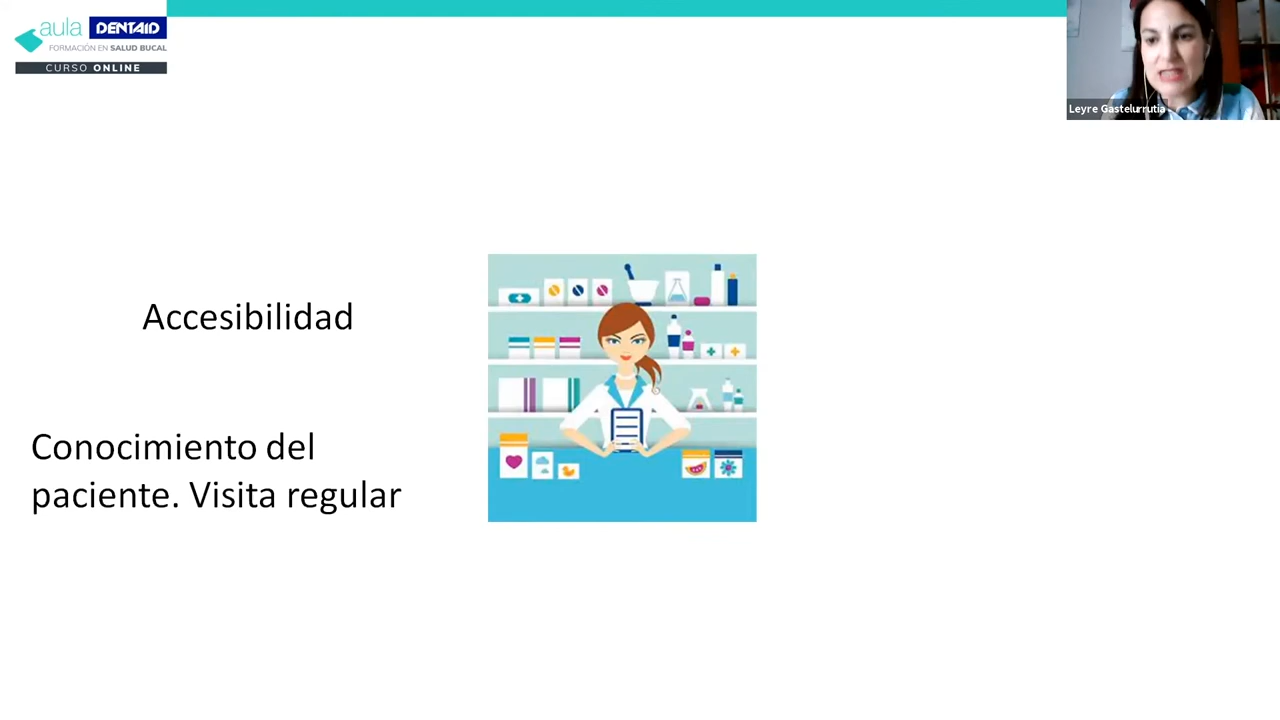 aula DENTAID
FORMACIÓN EN SALUD BUCAL
CURSO ONLINE
Leyre Gastelurrutia
Accesibilidad
Conocimiento del
paciente. Visita regular